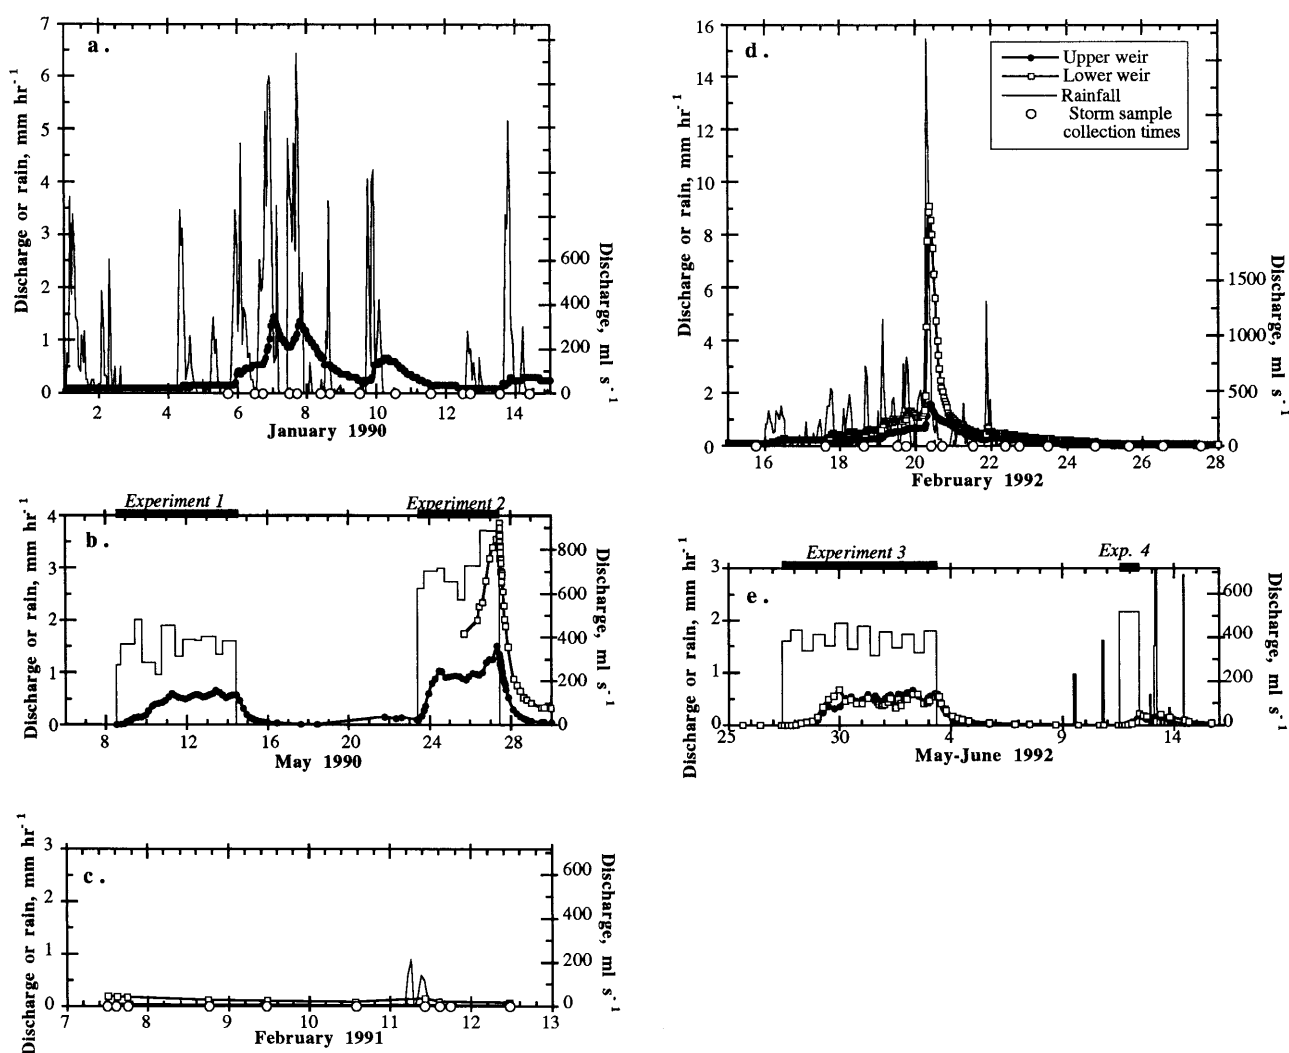 a.
7
6
5
4
3
2
1
0
Discharge or rain, mm hr-1
600
400
200
0
Discharge, ml s-1
2 4 6 8 10 12 14
January 1990
d.
16
14
12
10
8
6
4
2
0
Discharge or rain, mm hr-1
Upper weir
Lower weir
Rainfall
Storm sample
collection times
1500
1000
500
0
Discharge, ml s-1
16 18 20 22 24 26 28
February 1992
Experiment 1 Experiment 2
b.
4
3
2
1
0
Discharge or rain, mm hr-1
800
600
400
200
0
Discharge, ml s-1
8 12 16 20 24 28
May 1990
Experiment 3 Exp. 4
e.
3
2
1
0
Discharge or rain, mm hr-1
600
400
200
0
Discharge, ml s-1
25 30 4 9 14
May-June 1992
c.
3
2
1
0
Discharge or rain, mm hr-1
600
400
200
0
Discharge, ml s-1
7 8 9 10 11 12 13
February 1991